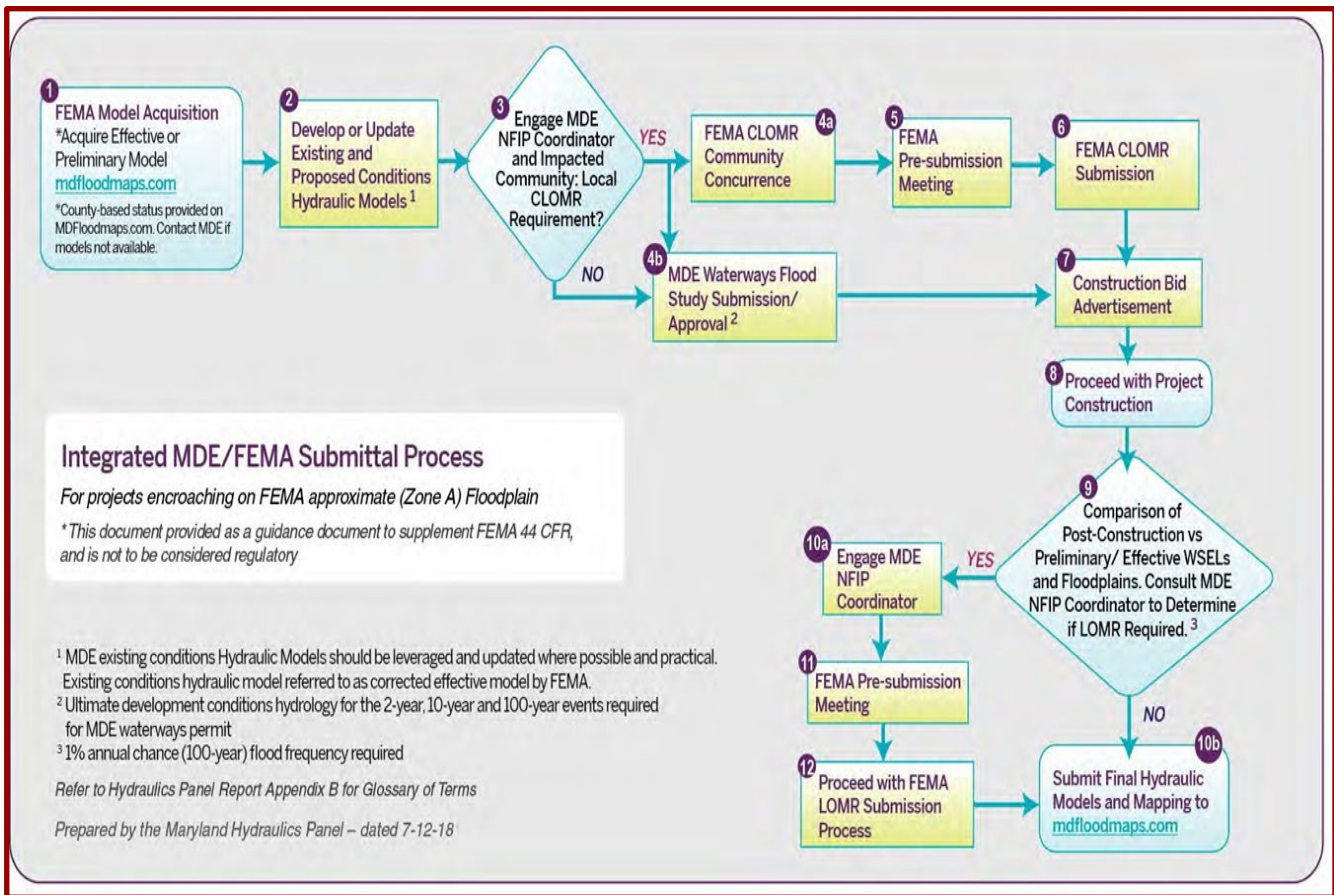 1
FEMA Model Acquisition
*Acquire Effective or
Preliminary Model
mdfloodmaps.com
*County-based status provided on
MDFloodmaps.com. Contact MDE if
models not available.
2
Develop or Update
Existing and
Proposed Conditions
Hydraulic Models 1
3
Engage MDE
NFIP Coordinator
and Impacted
Community: Local
CLOMR
Requirement?
YES
NO
4a
FEMA CLOMR
Community
Concurrence
4b
MDE Waterways Flood
Study Submission/
Approval 2
5
FEMA
Pre-submission
Meeting
6
FEMA CLOMR
Submission
7
Construction Bid
Advertisement
8
Proceed with Project
Construction
9
Comparison of
Post-Construction vs
Preliminary/ Effective WSELs
and Floodplains. Consult MDE
NFIP Coordinator to Determine
if LOMR Required. 3
YES
NO
10a
Engage MDE
NFIP
Coordinator
11
FEMA Pre-submission
Meeting
12
Proceed with FEMA
LOMR Submission
Process
10b
Submit Final Hydraulic
Models and Mapping to
mdfloodmaps.com
Integrated MDE/FEMA Submittal Process
For projects encroaching on FEMA approximate (Zone A) Floodplain
*This document provided as a guidance document to supplement FEMA 44 CFR,
and is not to be considered regulatory
1 MDE existing conditions Hydraulic Models should be leveraged and updated where possible and practical.
Existing conditions hydraulic model referred to as corrected effective model by FEMA.
2 Ultimate development conditions hydrology for the 2-year, 10-year and 100-year events required
for MDE waterways permit
3 1% annual chance (100-year) flood frequency required
Refer to Hydraulics Panel Report Appendix B for Glossary of Terms
Prepared by the Maryland Hydraulics Panel – dated 7-12-18